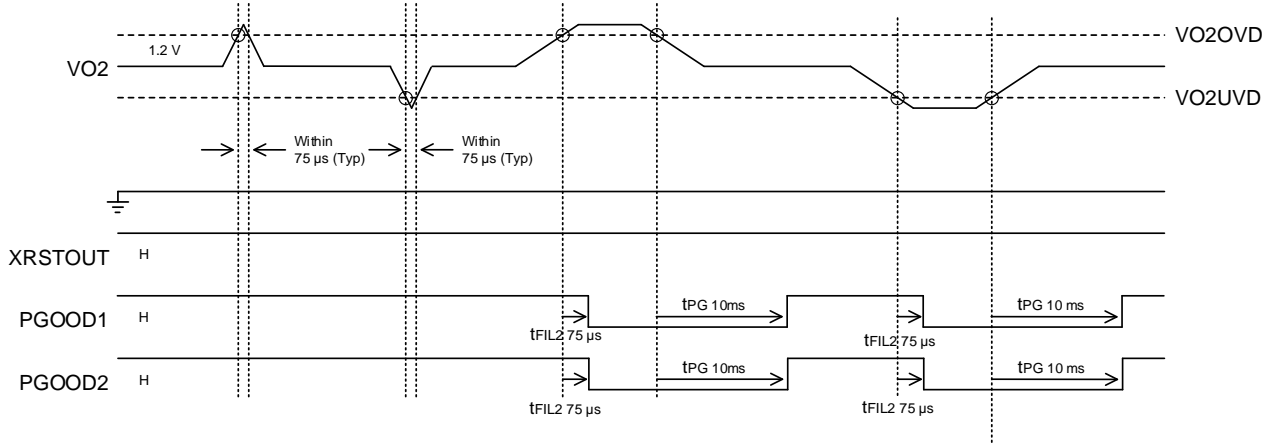 VO2OVD
1.2 V
VO2
VO2UVD
Within
75 µs (Typ)
Within
75 µs (Typ)
XRSTOUT
H
PGOOD1
H
tPG 10ms
tPG 10 ms
tFIL2 75 µs
tFIL2 75 µs
PGOOD2
H
tPG 10ms
tPG 10 ms
tFIL2 75 µs
tFIL2 75 µs